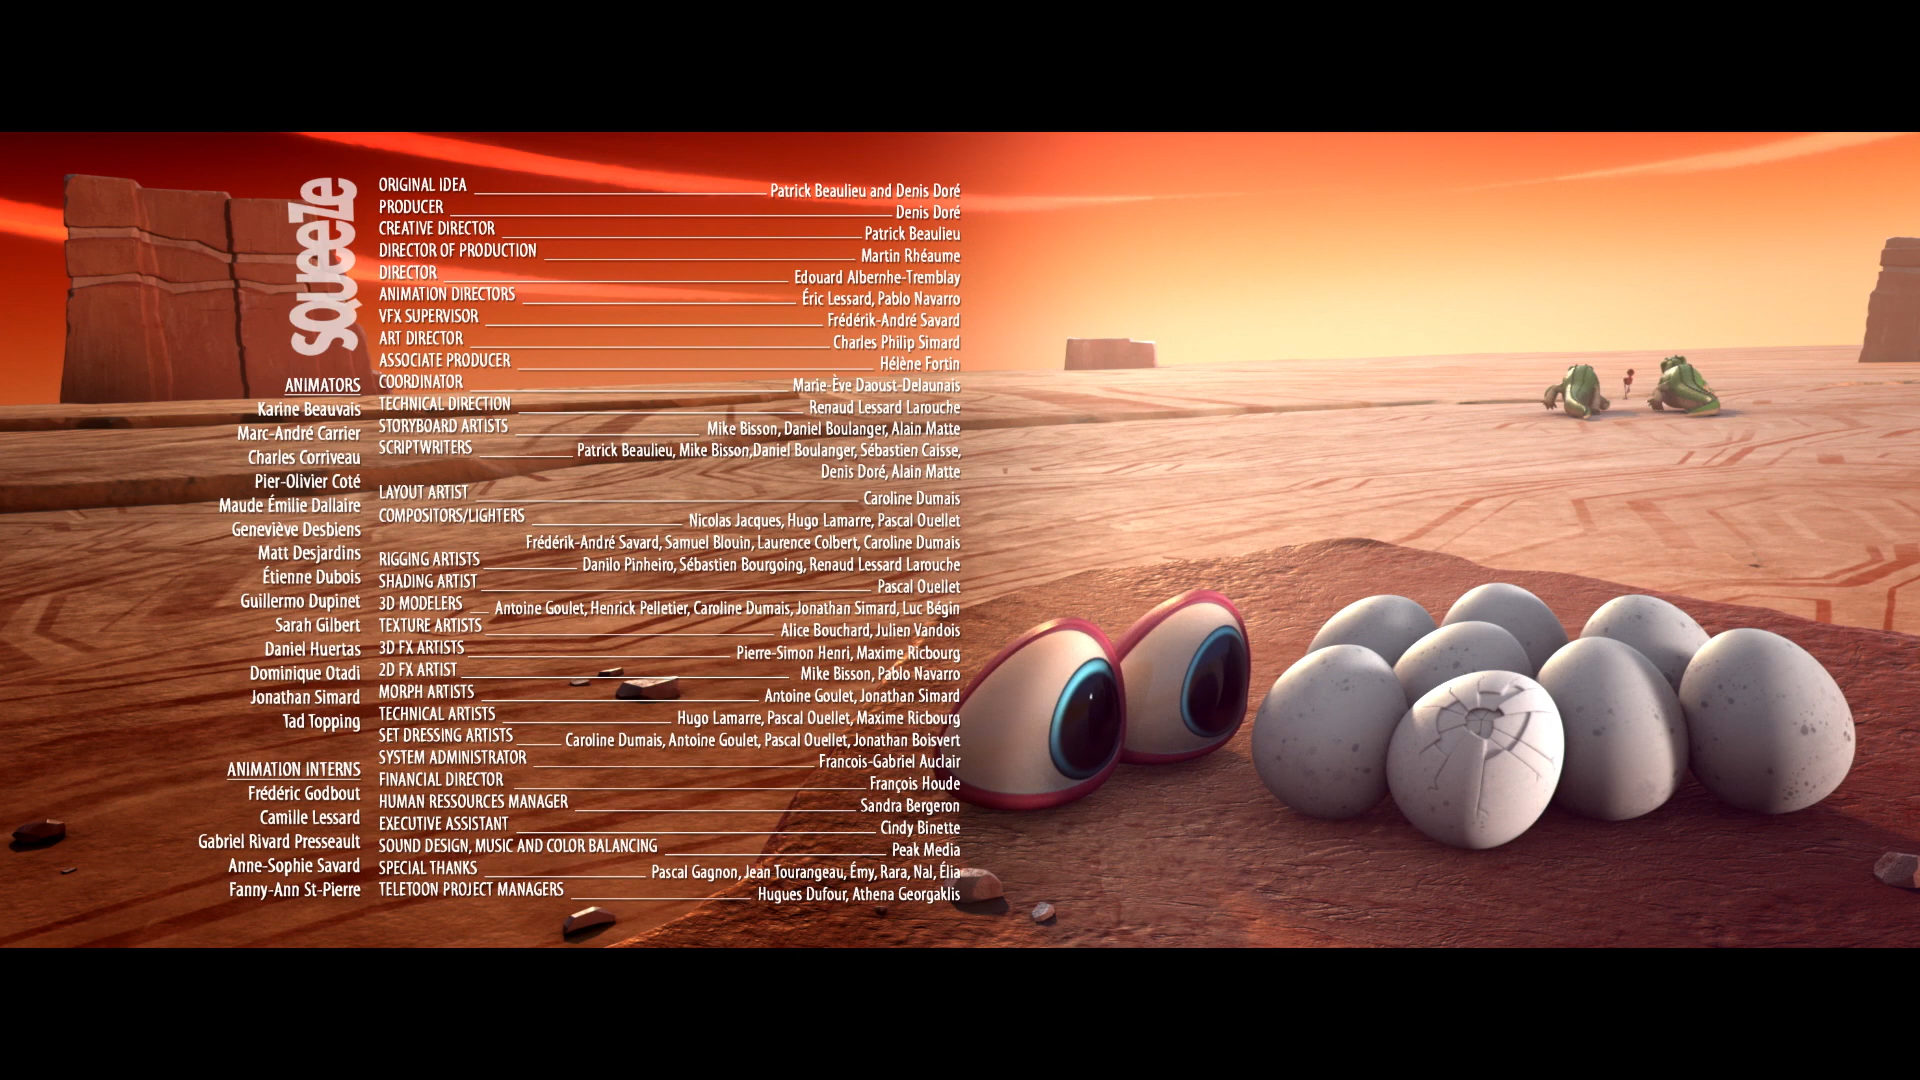 squeeze
ANIMATORS
Karine Beauvais
Marc-André Carrier
Charles Corriveau
Pier-Olivier Coté
Maude Émilie Dallaire
Geneviève Desbiens
Matt Desjardins
Étienne Dubois
Guillermo Dupinet
Sarah Gilbert
Daniel Huertas
Dominique Otadi
Jonathan Simard
Tad Topping
ANIMATION INTERNS
Frédéric Godbout
Camille Lessard
Gabriel Rivard Presseault
Anne-Sophie Savard
Fanny-Ann St-Pierre
ORIGINAL IDEA Patrick Beaulieu and Denis Doré
PRODUCER Denis Doré
CREATIVE DIRECTOR Patrick Beaulieu
DIRECTOR OF PRODUCTION Martin Rhéaume
DIRECTOR Edouard Albernhe-Tremblay
ANIMATION DIRECTORS Éric Lessard, Pablo Navarro
VFX SUPERVISOR Frédérik-André Savard
ART DIRECTOR Charles Philip Simard
ASSOCIATE PRODUCER Hélène Fortin
COORDINATOR Marie-Ève Daoust-Delaunais
TECHNICAL DIRECTION Renaud Lessard Larouche
STORYBOARD ARTISTS Mike Bisson, Daniel Boulanger, Alain Matte
SCRIPTWRITERS Patrick Beaulieu, Mike Bisson,Daniel Boulanger, Sébastien Caisse,
Denis Doré, Alain Matte
LAYOUT ARTIST Caroline Dumais
COMPOSITORS/LIGHTERS Nicolas Jacques, Hugo Lamarre, Pascal Ouellet
Frédérik-André Savard, Samuel Blouin, Laurence Colbert, Caroline Dumais
RIGGING ARTISTS Danilo Pinheiro, Sébastien Bourgoing, Renaud Lessard Larouche
SHADING ARTIST Pascal Ouellet
3D MODELERS Antoine Goulet, Henrick Pelletier, Caroline Dumais, Jonathan Simard, Luc Bégin
TEXTURE ARTISTS Alice Bouchard, Julien Vandois
3D FX ARTISTS Pierre-Simon Henri, Maxime Ricbourg
2D FX ARTIST Mike Bisson, Pablo Navarro
MORPH ARTISTS Antoine Goulet, Jonathan Simard
TECHNICAL ARTISTS Hugo Lamarre, Pascal Ouellet, Maxime Ricbourg
SET DRESSING ARTISTS Caroline Dumais, Antoine Goulet, Pascal Ouellet, Jonathan Boisvert
SYSTEM ADMINISTRATOR Francois-Gabriel Auclair
FINANCIAL DIRECTOR François Houde
HUMAN RESSOURCES MANAGER Sandra Bergeron
EXECUTIVE ASSISTANT Cindy Binette
SOUND DESIGN, MUSIC AND COLOR BALANCING Peak Media
SPECIAL THANKS Pascal Gagnon, Jean Tourangeau, Émy, Rara, Nal, Élia
TELETOON PROJECT MANAGERS Hugues Dufour, Athena Georgaklis